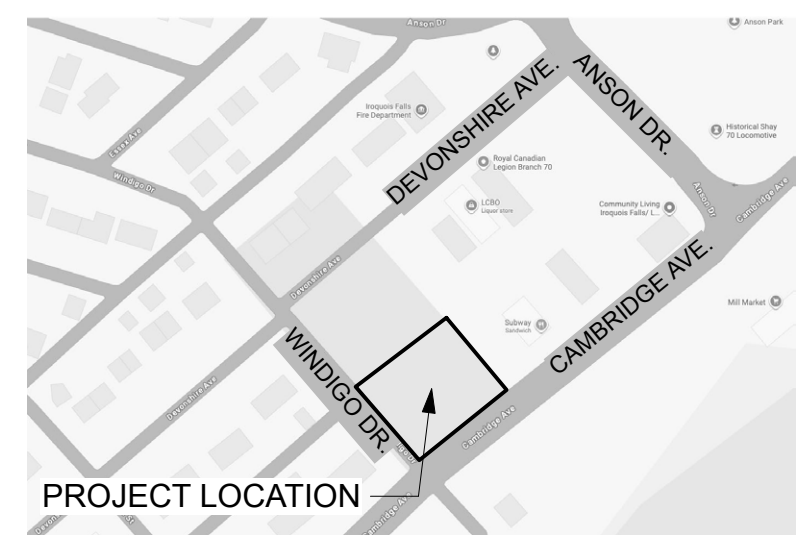 Anson Dr
Anson Park
Iroquois Falls
Fire Department
DEVONSHIRE AVE.
ANSON DR.
Historical Shay
70 Locomotive
Essex Ave
Windigo Dr
Royal Canadian
Legion Branch 70
LCBO
Liquor store
Community Living
Iroquois Falls/ L...
Anson Dr
Cambridge Ave
Devonshire Ave
CAMBRIDGE AVE.
Mill Market
Subway
Sandwich
WINDIGO DR.
Devonshire Ave
Cambridge Ave
PROJECT LOCATION
Cambridge Ave